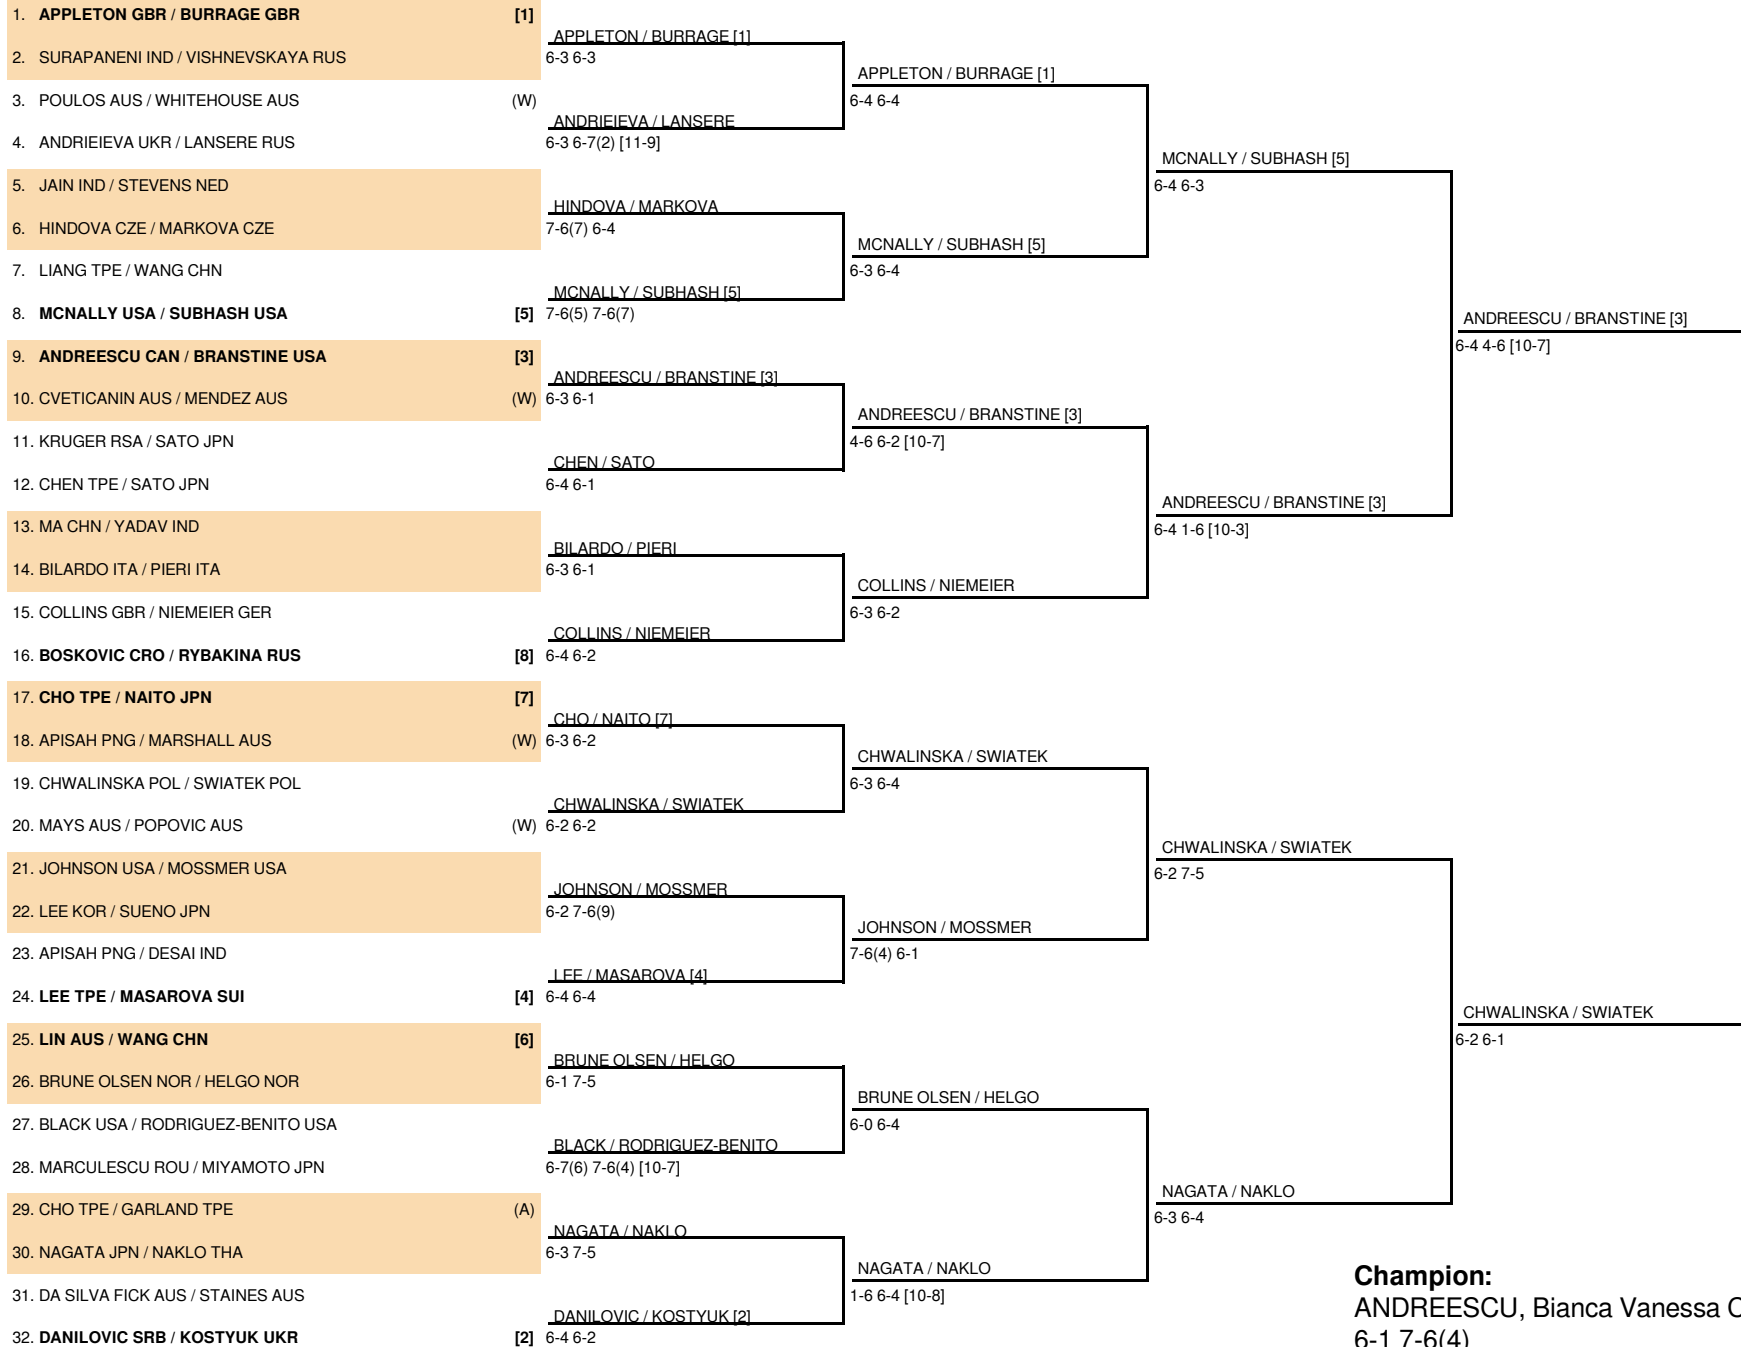 1. APPLETON GBR / BURRAGE GBR [1]
2. SURAPANENI IND / VISHNEVSKAYA RUS
3. POULOS AUS / WHITEHOUSE AUS (W)
4. ANDRIEIEVA UKR / LANSERE RUS
5. JAIN IND / STEVENS NED
6. HINDOVA CZE / MARKOVA CZE
7. LIANG TPE / WANG CHN
8. MCNALLY USA / SUBHASH USA [5]
9. ANDREESCU CAN / BRANSTINE USA [3]
10. CVETICANIN AUS / MENDEZ AUS (W)
11. KRUGER RSA / SATO JPN
12. CHEN TPE / SATO JPN
13. MA CHN / YADAV IND
14. BILARDO ITA / PIERI ITA
15. COLLINS GBR / NIEMEIER GER
16. BOSKOVIC CRO / RYBAKINA RUS [8]
17. CHO TPE / NAITO JPN [7]
18. APISAH PNG / MARSHALL AUS (W)
19. CHWALINSKA POL / SWIATEK POL
20. MAYS AUS / POPOVIC AUS (W)
21. JOHNSON USA / MOSSMER USA
22. LEE KOR / SUENO JPN
23. APISAH PNG / DESAI IND
24. LEE TPE / MASAROVA SUI [4]
25. LIN AUS / WANG CHN [6]
26. BRUNE OLSEN NOR / HELGO NOR
27. BLACK USA / RODRIGUEZ-BENITO USA
28. MARCULESCU ROU / MIYAMOTO JPN
29. CHO TPE / GARLAND TPE (A)
30. NAGATA JPN / NAKLO THA
31. DA SILVA FICK AUS / STAINES AUS
32. DANILOVIC SRB / KOSTYUK UKR [2]
APPLETON / BURRAGE [1]
6-3 6-3
ANDRIEIEVA / LANSERE
6-3 6-7(2) [11-9]
HINDOVA / MARKOVA
7-6(7) 6-4
MCNALLY / SUBHASH [5]
7-6(5) 7-6(7)
ANDREESCU / BRANSTINE [3]
6-3 6-1
CHEN / SATO
6-4 6-1
BILARDO / PIERI
6-3 6-1
COLLINS / NIEMEIER
6-4 6-2
CHO / NAITO [7]
6-3 6-2
CHWALINSKA / SWIATEK
6-2 6-2
JOHNSON / MOSSMER
6-2 7-6(9)
LEE / MASAROVA [4]
6-4 6-4
BRUNE OLSEN / HELGO
6-1 7-5
BLACK / RODRIGUEZ-BENITO
6-7(6) 7-6(4) [10-7]
NAGATA / NAKLO
6-3 7-5
DANILOVIC / KOSTYUK [2]
6-4 6-2
APPLETON / BURRAGE [1]
6-4 6-4
MCNALLY / SUBHASH [5]
6-3 6-4
ANDREESCU / BRANSTINE [3]
4-6 6-2 [10-7]
COLLINS / NIEMEIER
6-3 6-2
CHWALINSKA / SWIATEK
6-3 6-4
JOHNSON / MOSSMER
7-6(4) 6-1
BRUNE OLSEN / HELGO
6-0 6-4
NAGATA / NAKLO
1-6 6-4 [10-8]
MCNALLY / SUBHASH [5]
6-4 6-3
ANDREESCU / BRANSTINE [3]
6-4 1-6 [10-3]
CHWALINSKA / SWIATEK
6-2 7-5
NAGATA / NAKLO
6-3 6-4
ANDREESCU / BRANSTINE [3]
6-4 4-6 [10-7]
CHWALINSKA / SWIATEK
6-2 6-1
Champion:
ANDREESCU, Bianca Vanessa
6-1 7-6(4)